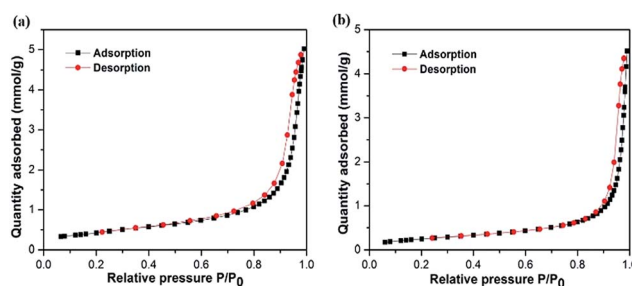 (a)
Adsorption
Desorption
Quantity adsorbed (mmol/g)
5
4
3
2
1
0
0.0 0.2 0.4 0.6 0.8 1.0
Relative pressure P/P0
(b)
Adsorption
Desorption
Quantity adsorbed (mmol/g)
5
4
3
2
1
0
0.0 0.2 0.4 0.6 0.8 1.0
Relative pressure P/P0